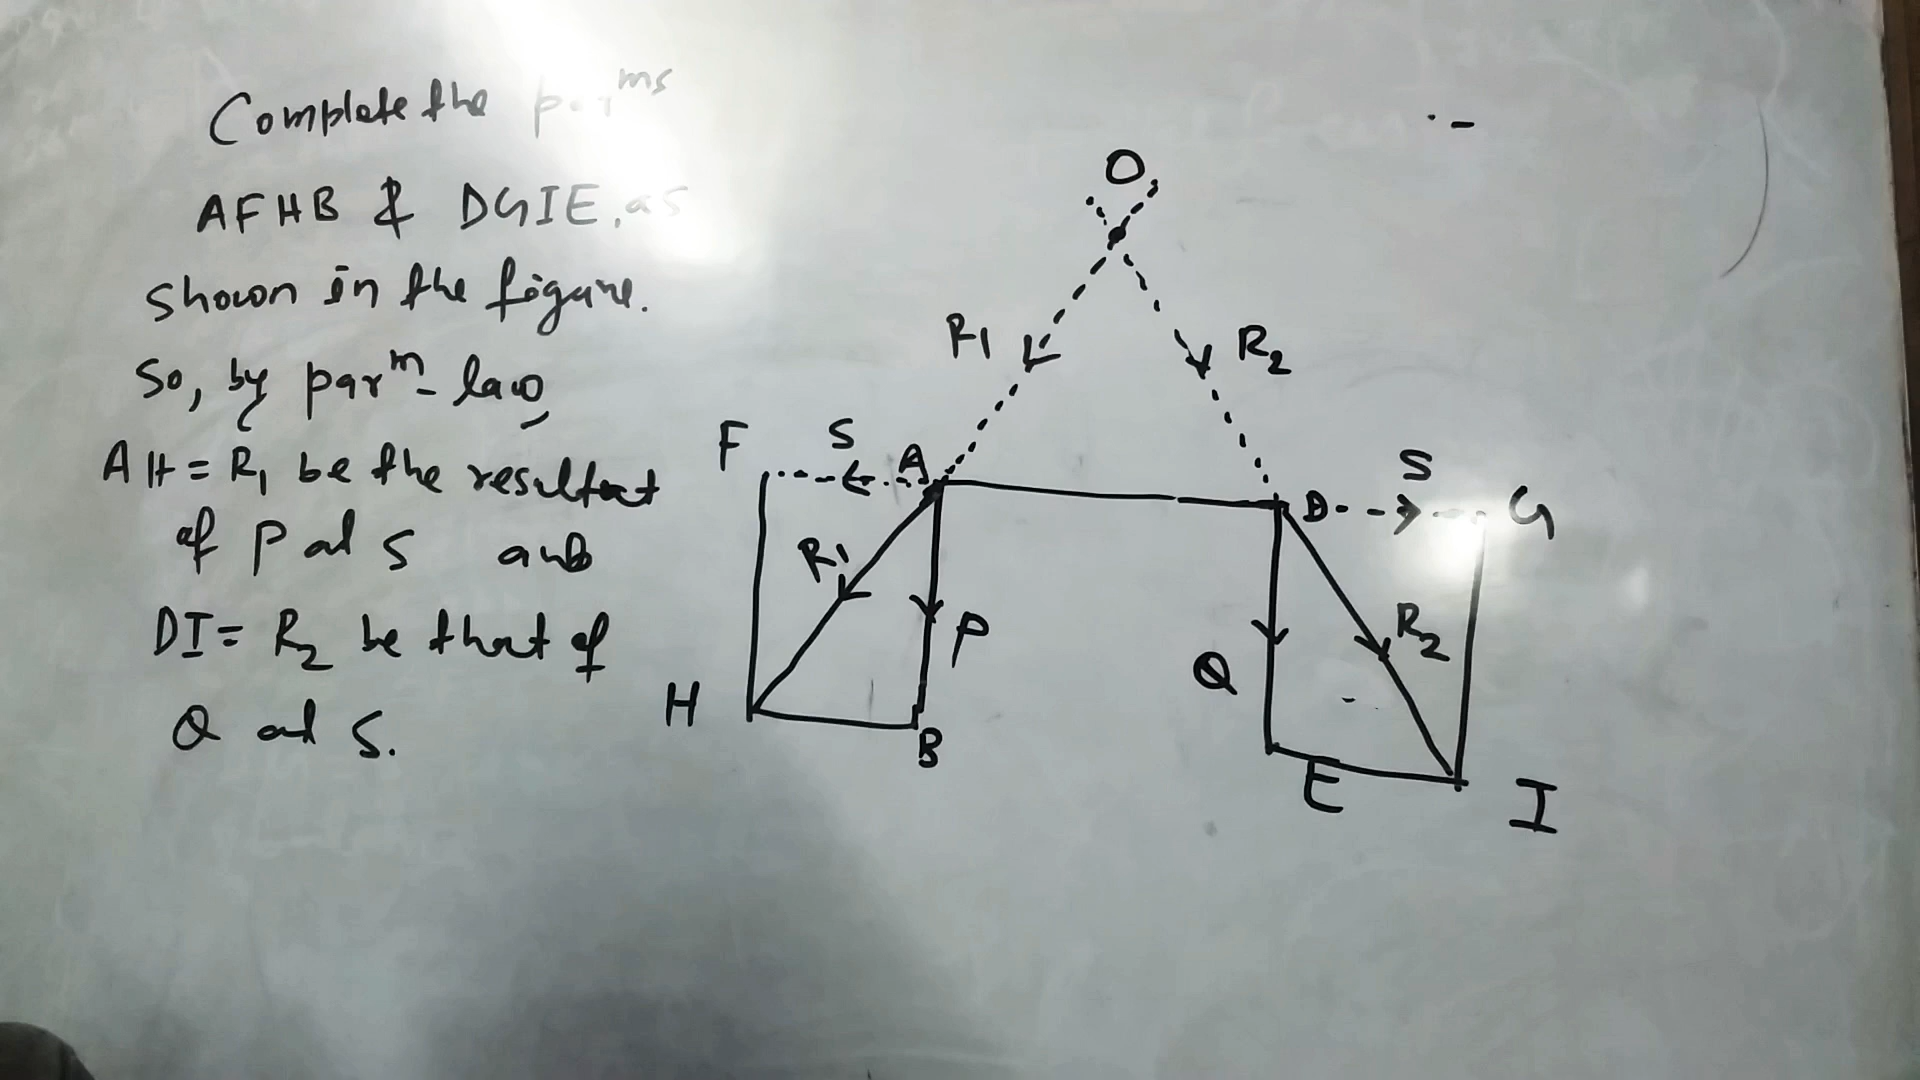 Complete the par^ms
AFHB & DGIE, as
shown in the figure.
So, by par^m - law,
AH = R₁ be the resultant
of P and S and
DI = R₂ be that of
Q and S.
O
R1
R₂
F
S
A
S
D
G
R1
P
R₂
Q
H
B
E
I